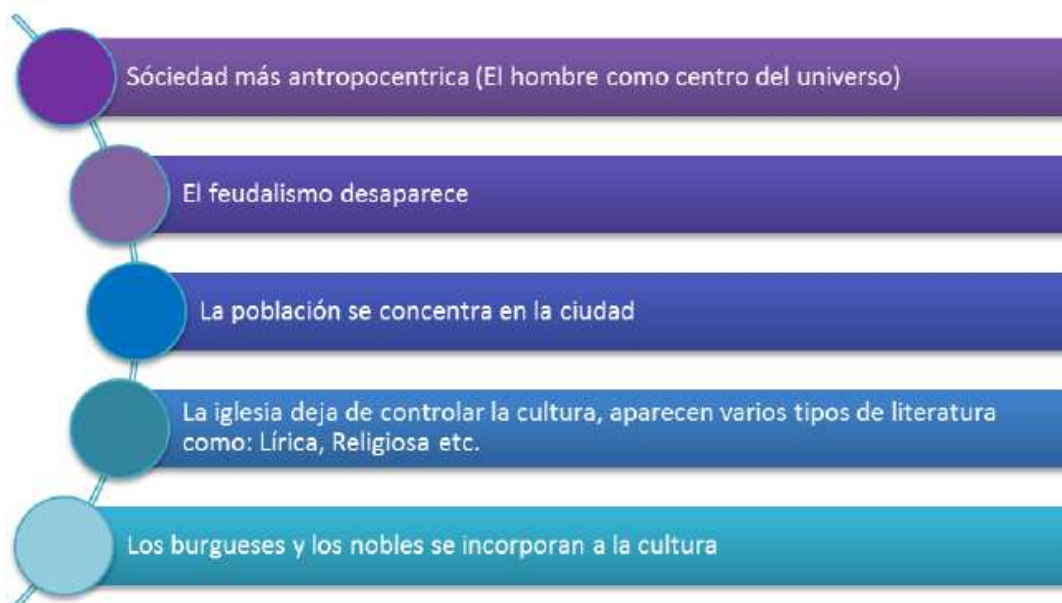 Sóciedad más antropocentrica (El hombre como centro del universo)
El feudalismo desaparece
La población se concentra en la ciudad
La iglesia deja de controlar la cultura, aparecen varios tipos de literatura
como: Lírica, Religiosa etc.
Los burgueses y los nobles se incorporan a la cultura